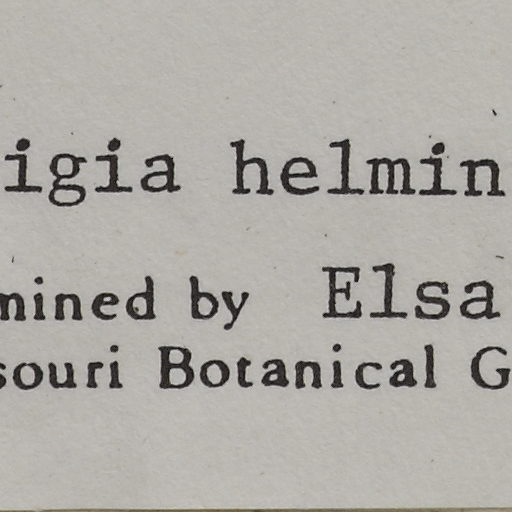 igia helmin
mined by Elsa
souri Botanical G